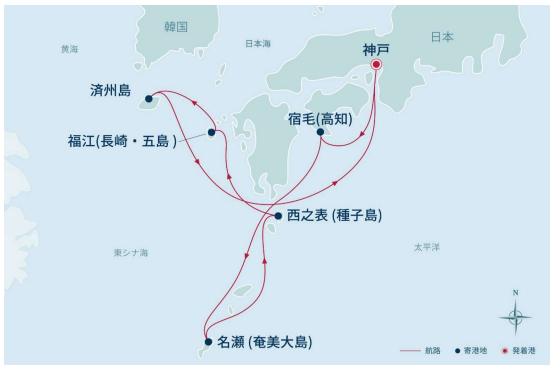 韓国
黄海
日本海
神戸
日本
済州島
宿毛(高知)
福江(長崎・五島)
西之表 (種子島)
東シナ海
太平洋
名瀬 (奄美大島)
N
航路
寄港地
発着港